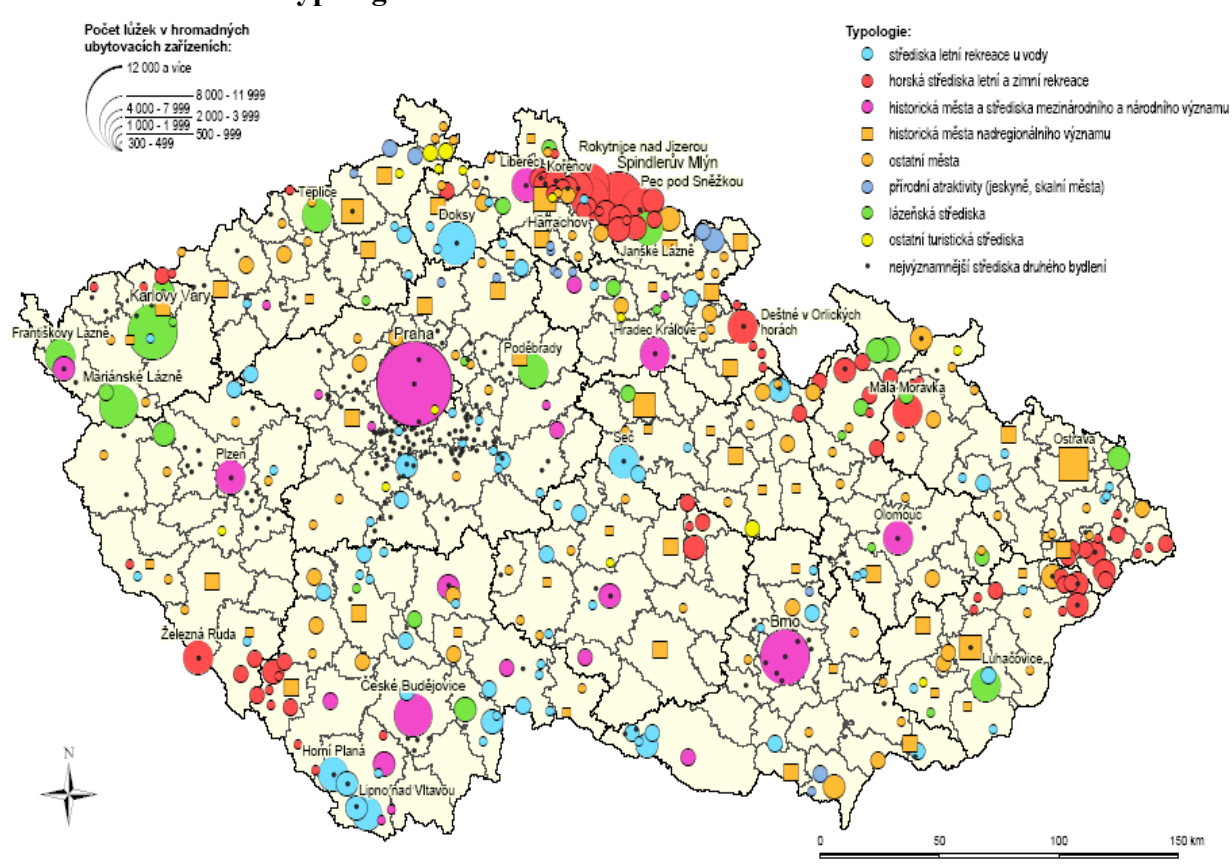 Počet lůžek v hromadných
ubytovacích zařízeních:
12 000 a více
8 000 - 11 999
4 000 - 7 999
2 000 - 3 999
1 000 - 1 999
500 - 999
300 - 499
Typologie:
střediska letní rekreace u vody
horská střediska letní a zimní rekreace
historická města a střediska mezinárodního a národního významu
historická města nadregionálního významu
ostatní města
přírodní atraktivity (jeskyně, skalní města)
lázeňská střediska
ostatní turistická střediska
nejvýznamnější střediska druhého bydlení
Rokytnice nad Jizerou
Liberec
Kořenov
Špindlerův Mlýn
Pec pod Sněžkou
Teplice
Doksy
Harrachov
Janské Lázně
Karlovy Vary
Františkovy Lázně
Praha
Poděbrady
Hradec Králové
Deštné v Orlických
horách
Mariánské Lázně
Malá Morávka
Plzeň
Seč
Ostrava
Olomouc
Železná Ruda
Brno
Luhačovice
České Budějovice
Horní Planá
Lipno nad Vltavou
N
0
50
100
150 km